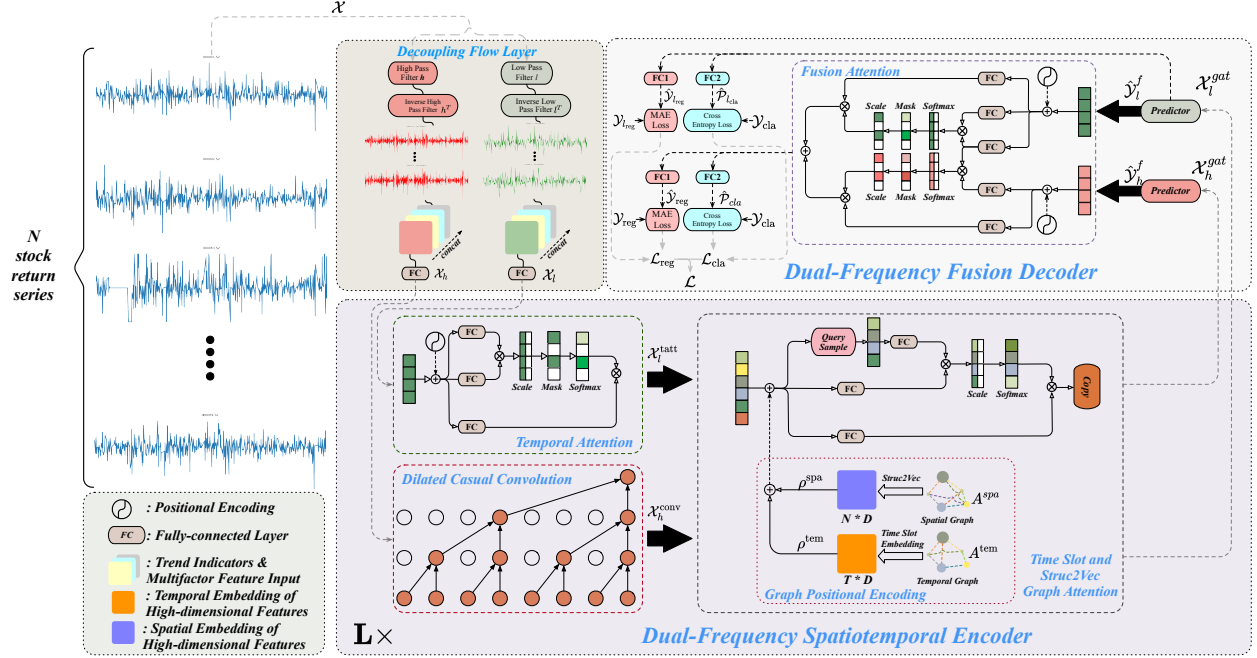 𝒳
N
stock
return
series
Decoupling Flow Layer
High Pass
Filter h
Low Pass
Filter l
Inverse High
Pass Filter h^T
Inverse Low
Pass Filter l^T
concat
concat
FC
𝒳_h
FC
𝒳_l
FC1
FC2
ŷ_{l_reg}
𝒫̂_{l_cla}
𝒴_{l_reg}
MAE
Loss
Cross
Entropy Loss
𝒴_cla
FC1
FC2
ŷ_reg
𝒫̂_cla
𝒴_reg
MAE
Loss
Cross
Entropy Loss
𝒴_cla
ℒ_reg
ℒ_cla
ℒ
Fusion Attention
Scale Mask Softmax
Scale Mask Softmax
FC
FC
FC
FC
FC
FC
ŷ_l^f
Predictor
𝒳_l^{gat}
ŷ_h^f
Predictor
𝒳_h^{gat}
Dual-Frequency Fusion Decoder
FC
FC
FC
Scale Mask Softmax
Temporal Attention
𝒳_l^{tatt}
Dilated Casual Convolution
𝒳_h^{conv}
Query
Sample
FC
FC
FC
Scale Softmax
Copy
ρ^{spa}
N * D
Struc2Vec
A^{spa}
Spatial Graph
ρ^{tem}
T * D
Time Slot
Embedding
A^{tem}
Temporal Graph
Graph Positional Encoding
Time Slot and
Struc2Vec
Graph Attention
L×
Dual-Frequency Spatiotemporal Encoder
: Positional Encoding
FC : Fully-connected Layer
: Trend Indicators &
Multifactor Feature Input
: Temporal Embedding of
High-dimensional Features
: Spatial Embedding of
High-dimensional Features